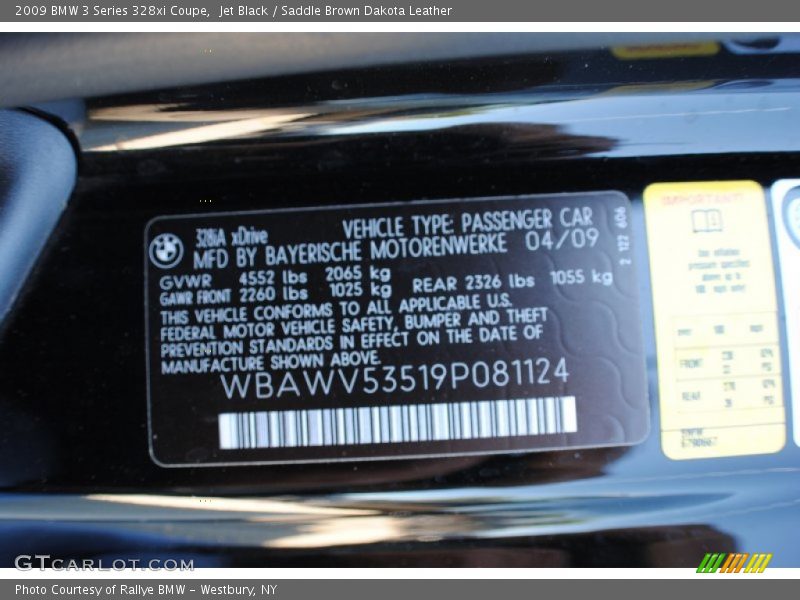 2009 BMW 3 Series 328xi Coupe, Jet Black / Saddle Brown Dakota Leather
328iA xDrive
VEHICLE TYPE: PASSENGER CAR
MFD BY BAYERISCHE MOTORENWERKE 04/09
GVWR 4552 lbs 2065 kg
GAWR FRONT 2260 lbs 1025 kg REAR 2326 lbs 1055 kg
THIS VEHICLE CONFORMS TO ALL APPLICABLE U.S.
FEDERAL MOTOR VEHICLE SAFETY, BUMPER AND THEFT
PREVENTION STANDARDS IN EFFECT ON THE DATE OF
MANUFACTURE SHOWN ABOVE.
WBAWV53519P081124
2 122 606
IMPORTANT!
FRONT
REAR
6790667
GTcarlot.com
Photo Courtesy of Rallye BMW - Westbury, NY